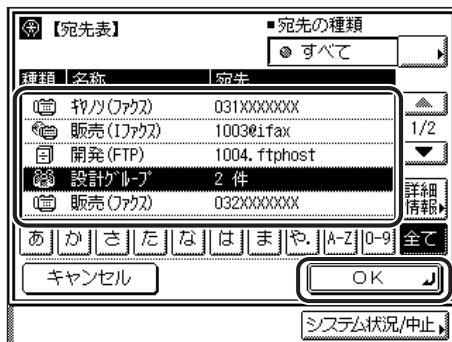 【宛先表】
■宛先の種類
すべて
種類 名称 宛先
ｷﾔﾉﾝ(ﾌｧｸｽ) 031XXXXXXX
販売(Iﾌｧｸｽ) 1003@ifax
開発(FTP) 1004.ftphost
設計ｸﾞﾙｰﾌﾟ 2 件
販売(ﾌｧｸｽ) 032XXXXXXX
1/2
詳細
情報
あ か さ た な は ま や. A-Z 0-9 全て
キャンセル OK
システム状況/中止